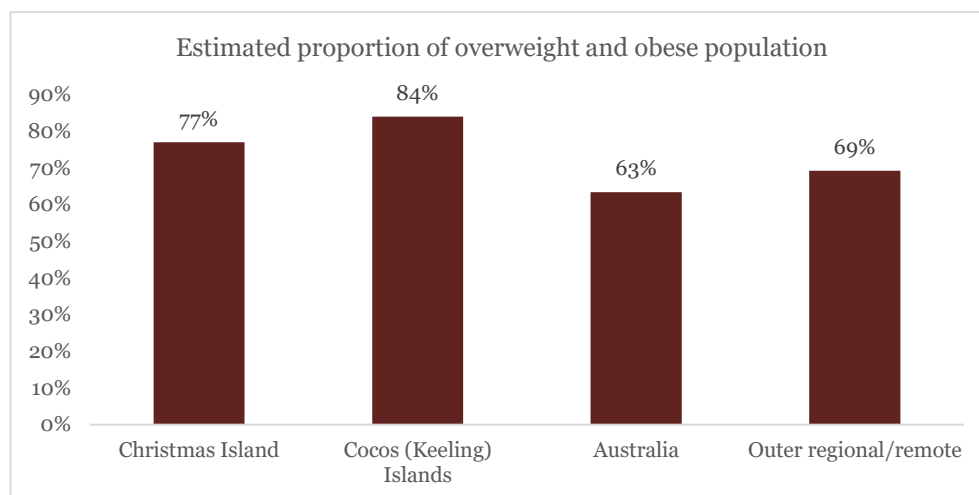 Estimated proportion of overweight and obese population
90%
80%
70%
60%
50%
40%
30%
20%
10%
0%
77%
84%
63%
69%
Christmas Island
Cocos (Keeling)
Islands
Australia
Outer regional/remote